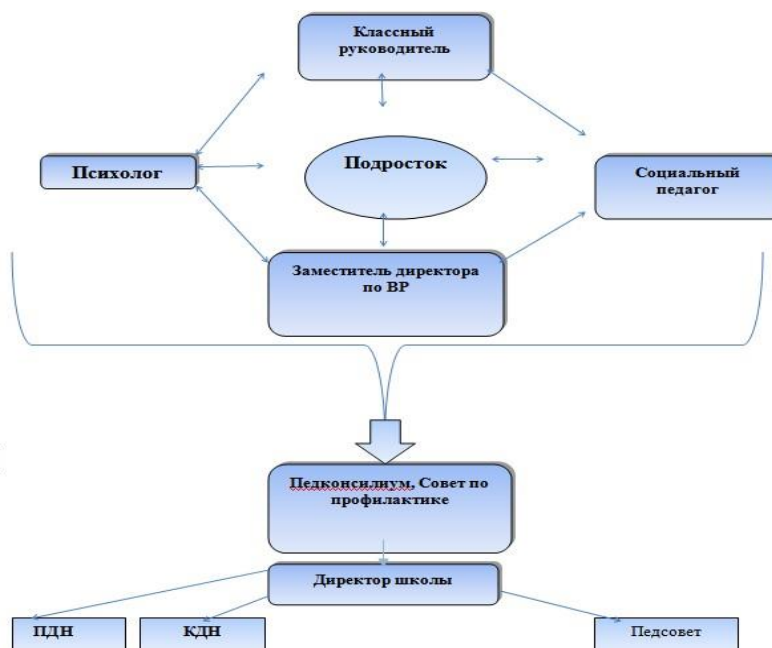 Классный
руководитель
Психолог
Подросток
Социальный
педагог
Заместитель директора
по ВР
Педконсилиум, Совет по
профилактике
Директор школы
ПДН
КДН
Педсовет